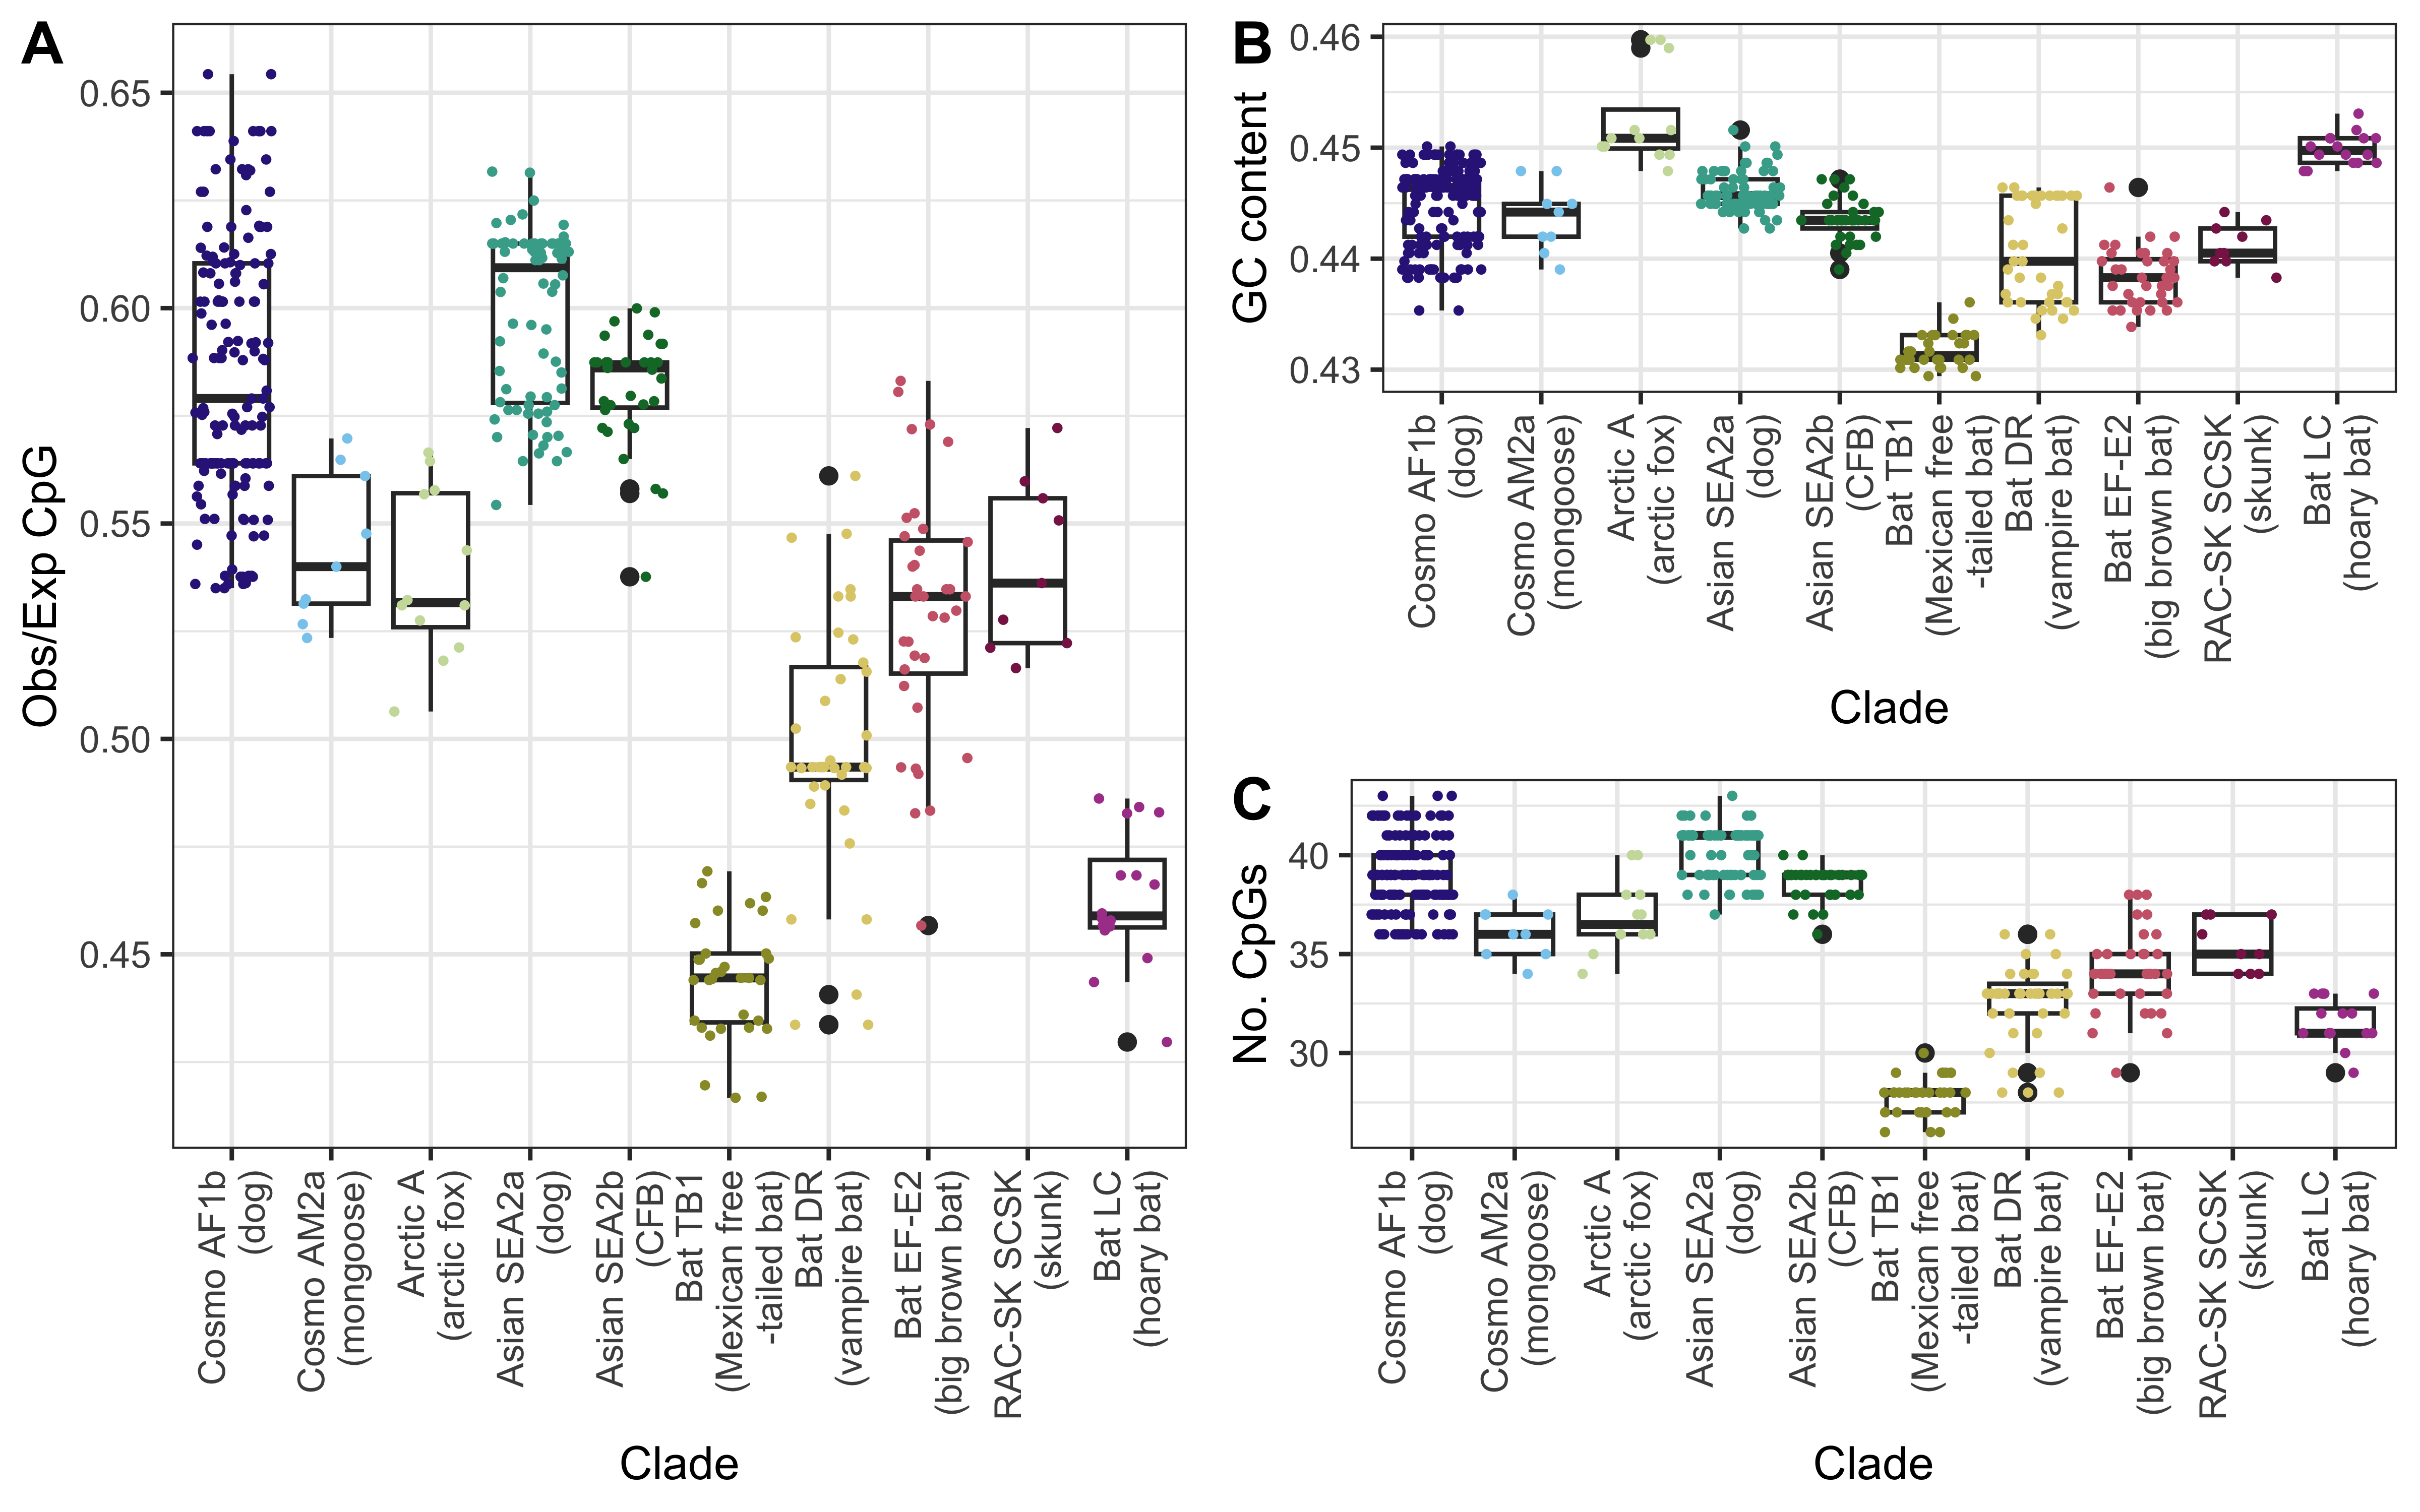 A
Obs/Exp CpG
0.65
0.60
0.55
0.50
0.45
Cosmo AF1b
(dog)
Cosmo AM2a
(mongoose)
Arctic A
(arctic fox)
Asian SEA2a
(dog)
Asian SEA2b
(CFB)
Bat TB1
(Mexican free
-tailed bat)
Bat DR
(vampire bat)
Bat EF-E2
(big brown bat)
RAC-SK SCSK
(skunk)
Bat LC
(hoary bat)
Clade
B
GC content
0.46
0.45
0.44
0.43
Cosmo AF1b
(dog)
Cosmo AM2a
(mongoose)
Arctic A
(arctic fox)
Asian SEA2a
(dog)
Asian SEA2b
(CFB)
Bat TB1
(Mexican free
-tailed bat)
Bat DR
(vampire bat)
Bat EF-E2
(big brown bat)
RAC-SK SCSK
(skunk)
Bat LC
(hoary bat)
Clade
C
No. CpGs
40
35
30
Cosmo AF1b
(dog)
Cosmo AM2a
(mongoose)
Arctic A
(arctic fox)
Asian SEA2a
(dog)
Asian SEA2b
(CFB)
Bat TB1
(Mexican free
-tailed bat)
Bat DR
(vampire bat)
Bat EF-E2
(big brown bat)
RAC-SK SCSK
(skunk)
Bat LC
(hoary bat)
Clade